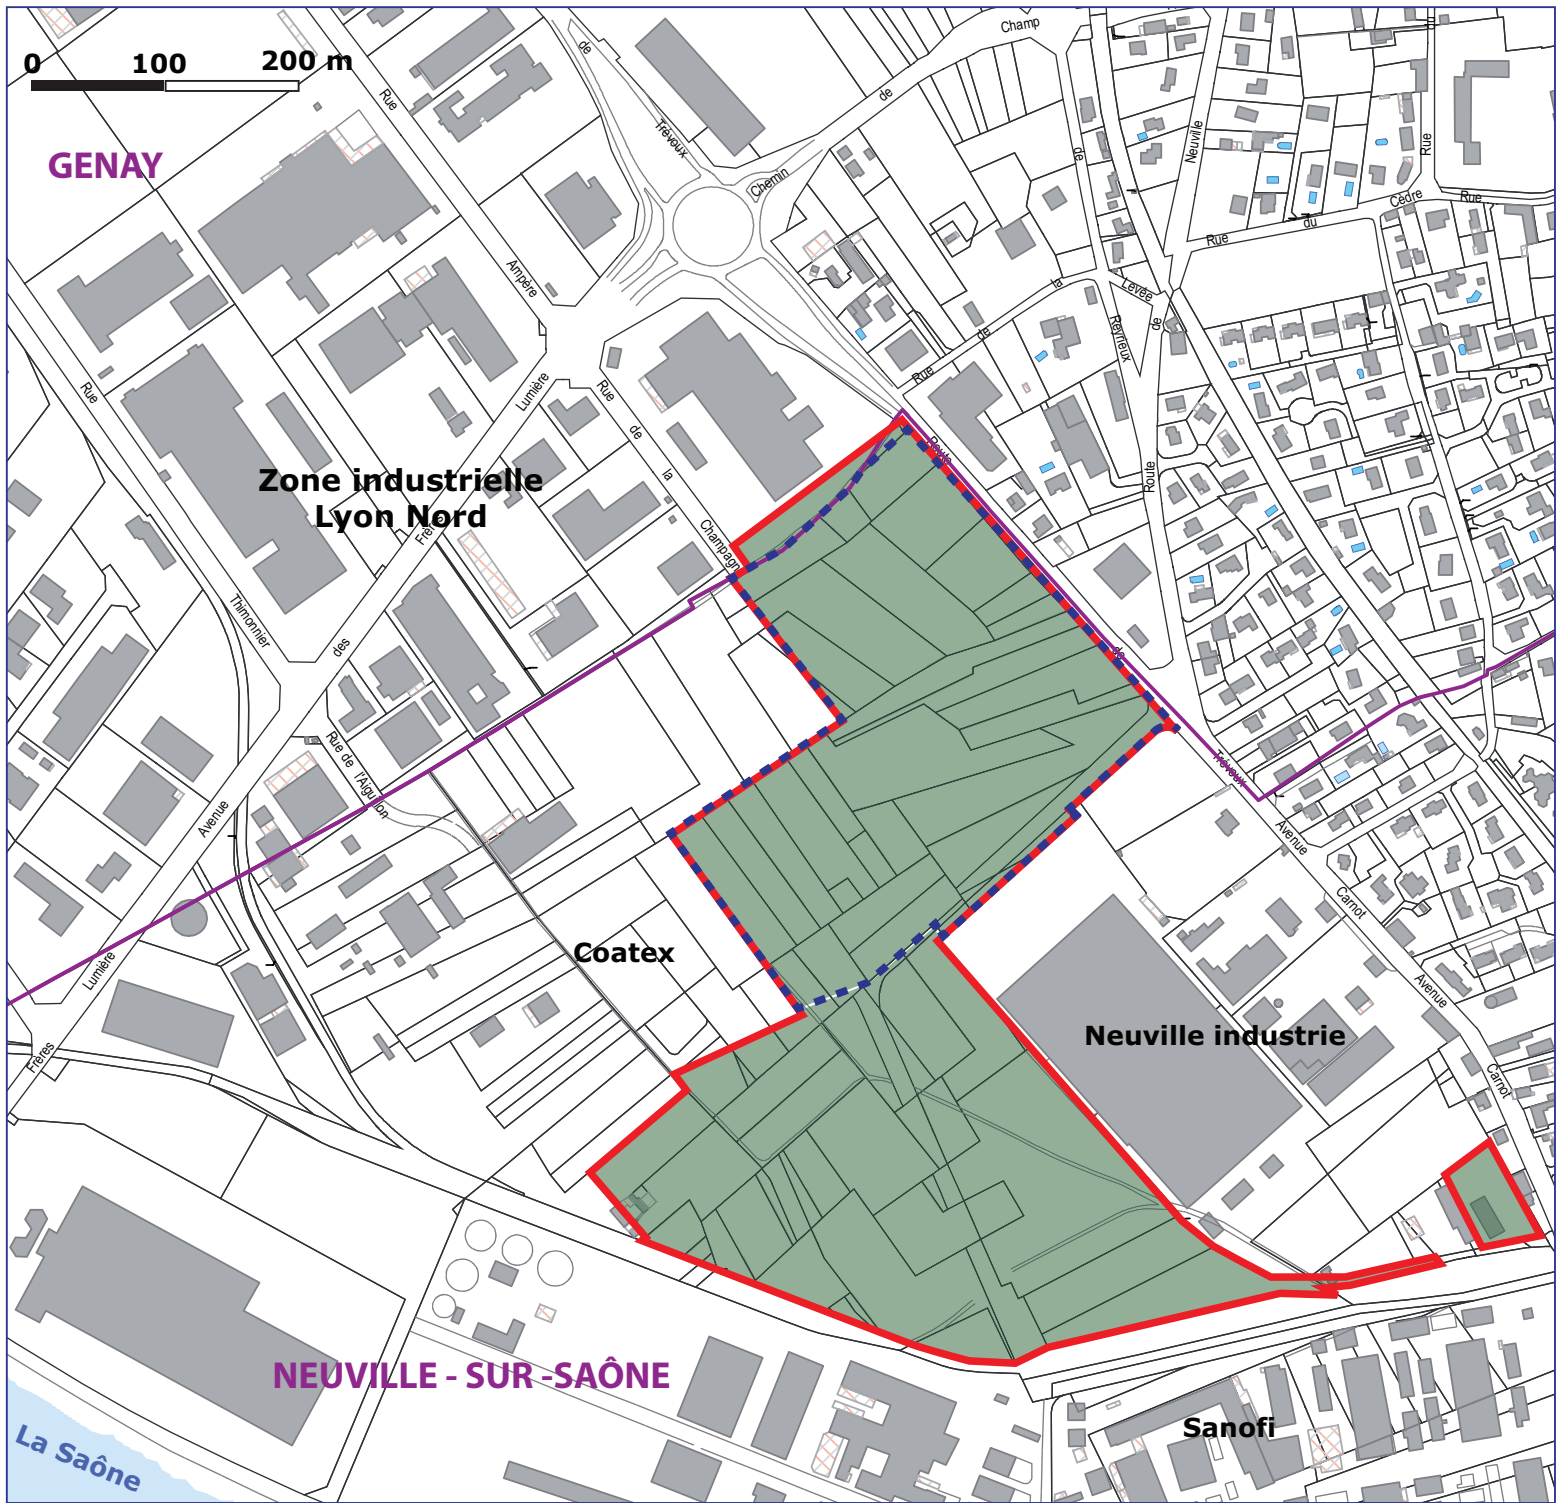 0 100 200 m
GENAY
de
Trévoux
Chemin
de
Champ
Rue
Ampère
Lumière
Rue
de
la
Champagn
Rue
Thimonnier
des
Frères
Avenue
Lumière
Frères
Rue de l'Aiguillon
Zone industrielle
Lyon Nord
Rue
de
la
Levée
de
Reyrieux
de
Route
Neuville
Rue
du
Cèdre
Rue
Rue
du
Route
de
Trévoux
Avenue
Carnot
Avenue
Carnot
Coatex
Neuville industrie
NEUVILLE - SUR -SAÔNE
Sanofi
La Saône